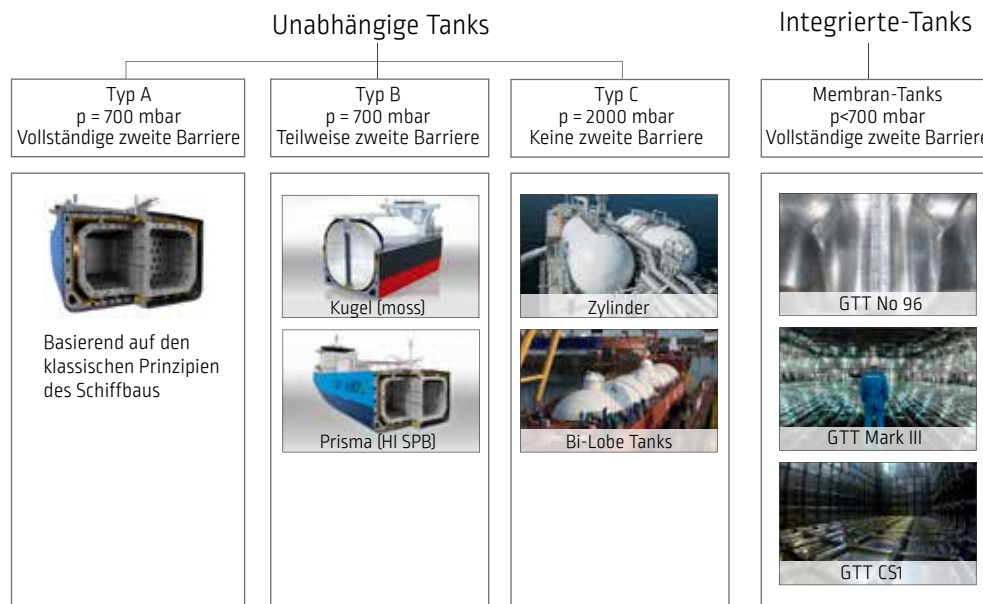 Unabhängige Tanks
Integrierte-Tanks
Typ A
p = 700 mbar
Vollständige zweite Barriere
Typ B
p = 700 mbar
Teilweise zweite Barriere
Typ C
p = 2000 mbar
Keine zweite Barriere
Membran-Tanks
p<700 mbar
Vollständige zweite Barriere
Basierend auf den
klassischen Prinzipien
des Schiffbaus
Kugel (moss)
Prisma (HI SPB)
Zylinder
Bi-Lobe Tanks
GTT No 96
GTT Mark III
GTT CS1